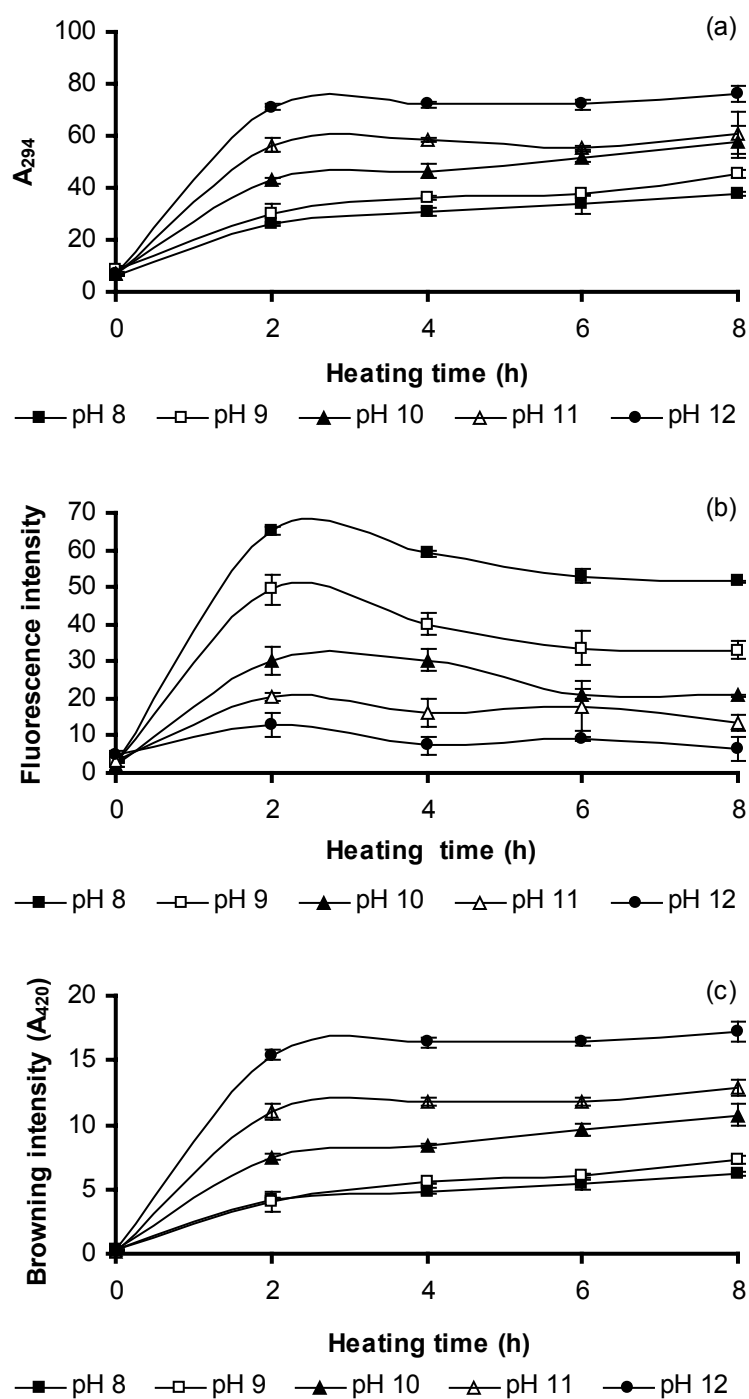 (a)
100
80
60
40
20
0
A294
0 2 4 6 8
Heating time (h)
pH 8 pH 9 pH 10 pH 11 pH 12
(b)
70
60
50
40
30
20
10
0
Fluorescence intensity
0 2 4 6 8
Heating time (h)
pH 8 pH 9 pH 10 pH 11 pH 12
(c)
20
15
10
5
0
Browning intensity (A420)
0 2 4 6 8
Heating time (h)
pH 8 pH 9 pH 10 pH 11 pH 12